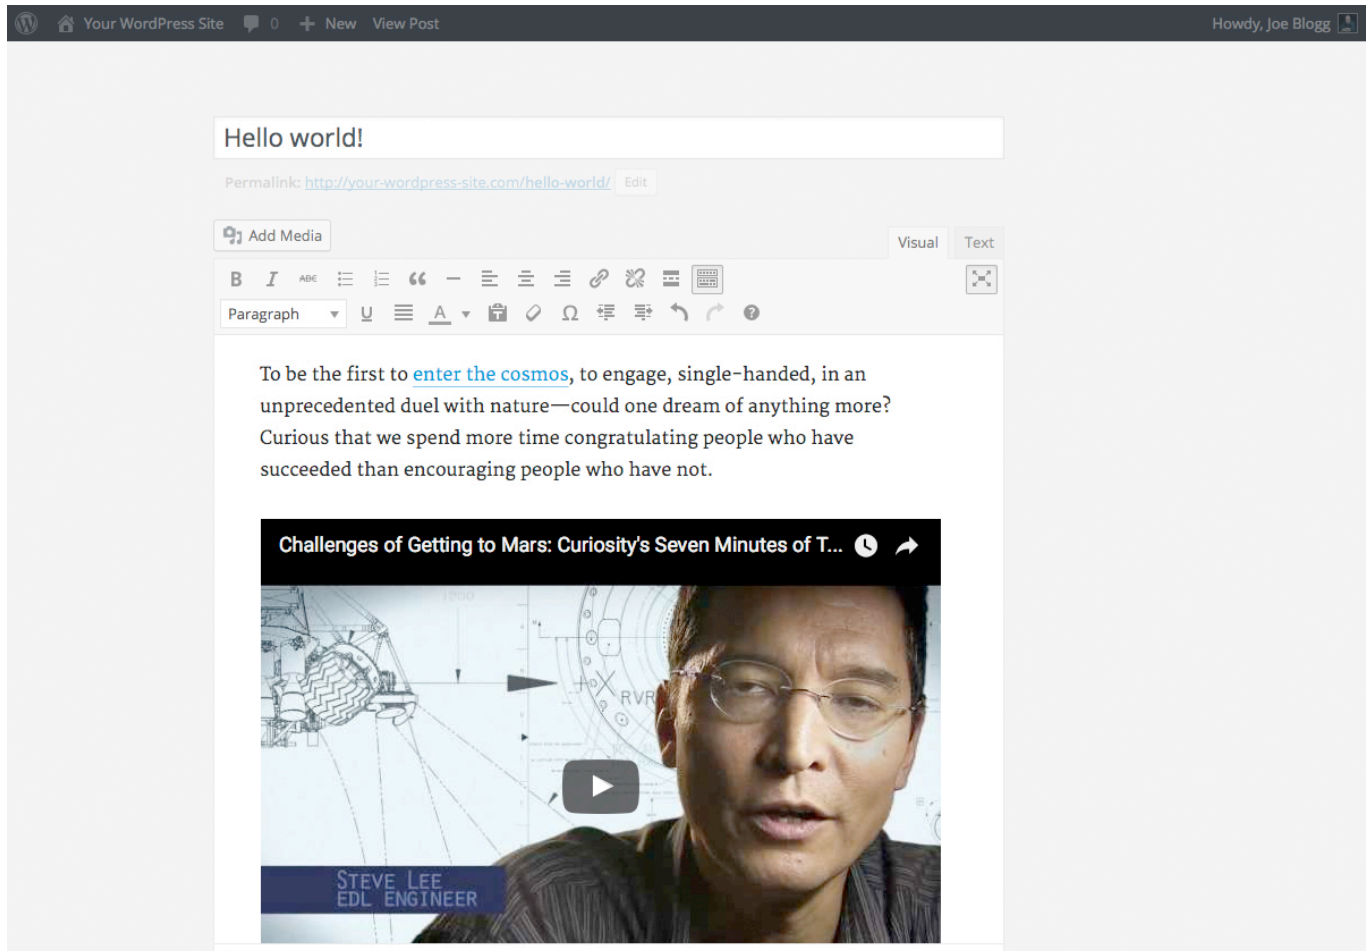 Your WordPress Site 0 New View Post Howdy, Joe Blogg
Hello world!
Permalink: http://your-wordpress-site.com/hello-world/ Edit
Add Media
Visual Text
B I ABC
Paragraph U A T Ω ?
To be the first to enter the cosmos, to engage, single-handed, in an
unprecedented duel with nature—could one dream of anything more?
Curious that we spend more time congratulating people who have
succeeded than encouraging people who have not.
Challenges of Getting to Mars: Curiosity's Seven Minutes of T...
1200
RVR
STEVE LEE
EDL ENGINEER